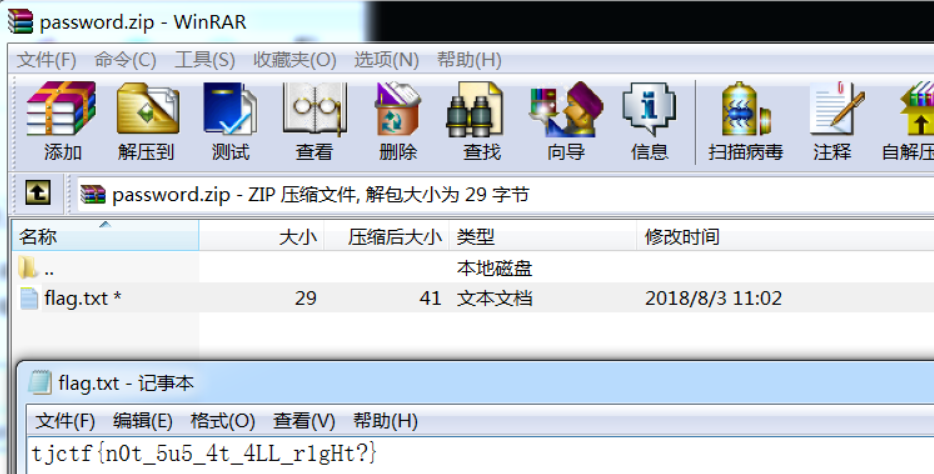 password.zip - WinRAR
文件(F) 命令(C) 工具(S) 收藏夹(O) 选项(N) 帮助(H)
添加 解压到 测试 查看 删除 查找 向导 信息 扫描病毒 注释 自解压
password.zip - ZIP 压缩文件, 解包大小为 29 字节
名称 大小 压缩后大小 类型 修改时间
.. 本地磁盘
flag.txt * 29 41 文本文档 2018/8/3 11:02
flag.txt - 记事本
文件(F) 编辑(E) 格式(O) 查看(V) 帮助(H)
tjctf{n0t_5u5_4t_4LL_r1gHt?}